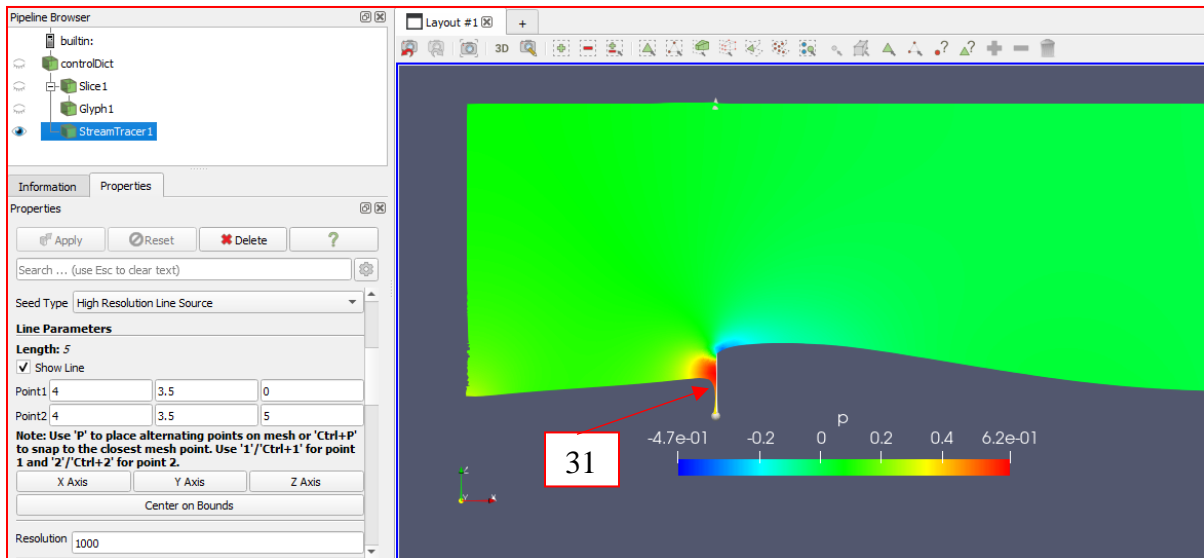 Pipeline Browser
builtin:
controlDict
Slice1
Glyph1
StreamTracer1
Information
Properties
Properties
Apply
Reset
Delete
?
Search ... (use Esc to clear text)
Seed Type High Resolution Line Source
Line Parameters
Length: 5
Show Line
Point1 4 3.5 0
Point2 4 3.5 5
Note: Use 'P' to place alternating points on mesh or 'Ctrl+P'
to snap to the closest mesh point. Use '1'/'Ctrl+1' for point
1 and '2'/'Ctrl+2' for point 2.
X Axis
Y Axis
Z Axis
Center on Bounds
Resolution 1000
Layout #1
+
3D
31
p
-4.7e-01 -0.2 0 0.2 0.4 6.2e-01
Z
Y
X